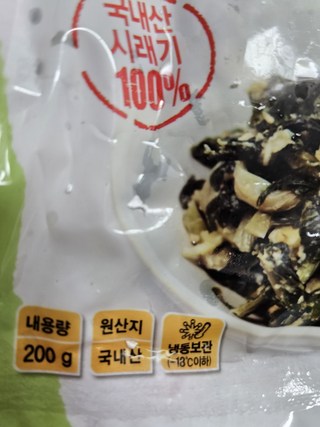 국내산
시래기
100%
내용량
200 g
원산지
국내산
냉동보관
(-18℃이하)